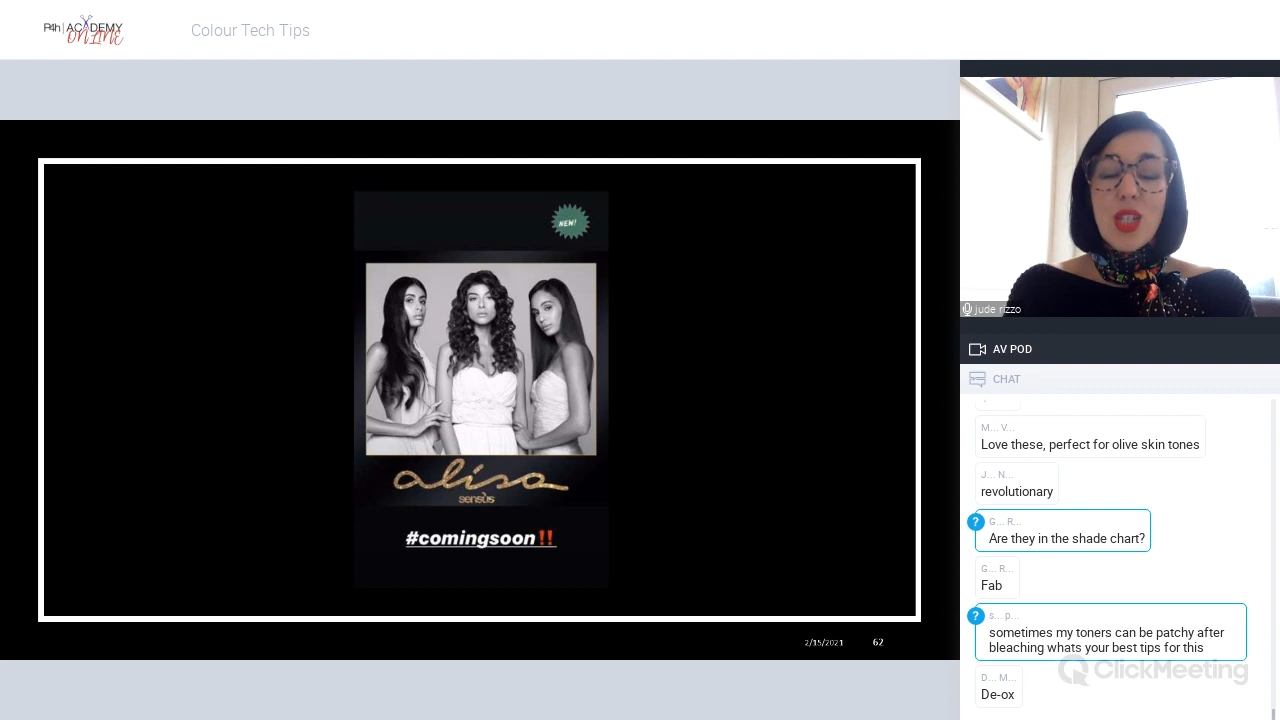 P4h | ACADEMY
ONLINE
Colour Tech Tips
NEW!
alisa
sensùs
#comingsoon‼️
2/15/2021
62
jude rizzo
AV POD
CHAT
M... V...
Love these, perfect for olive skin tones
J... N...
revolutionary
?
G... R...
Are they in the shade chart?
G... R...
Fab
?
s... p...
sometimes my toners can be patchy after
bleaching whats your best tips for this
ClickMeeting
D... M...
De-ox